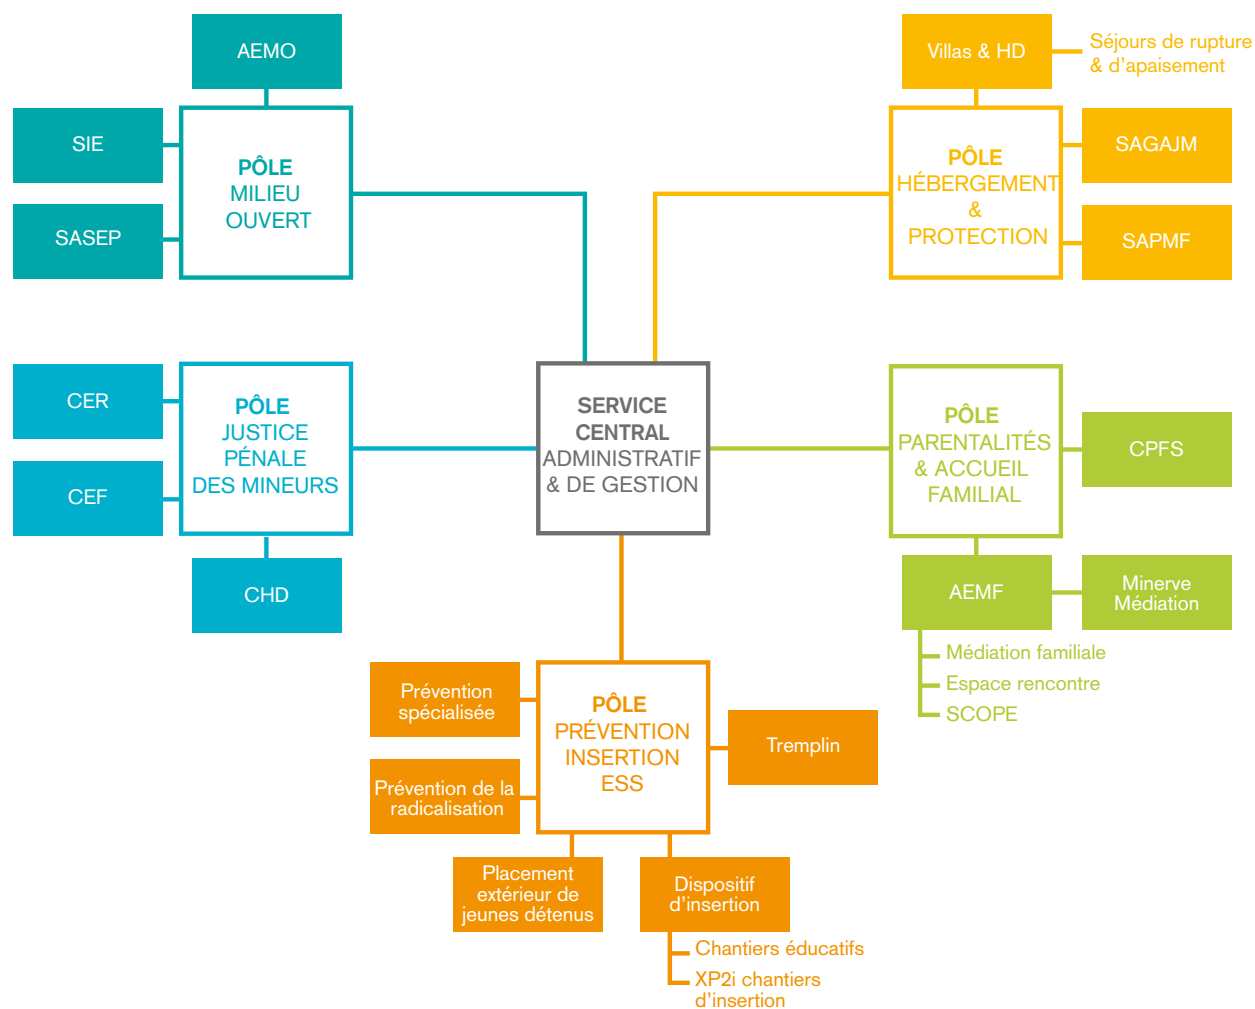 AEMO
SIE
SASEP
PÔLE
MILIEU
OUVERT
Villas & HD
Séjours de rupture
& d'apaisement
PÔLE
HÉBERGEMENT
&
PROTECTION
SAGAJM
SAPMF
CER
CEF
PÔLE
JUSTICE
PÉNALE
DES MINEURS
CHD
SERVICE
CENTRAL
ADMINISTRATIF
& DE GESTION
PÔLE
PARENTALITÉS
& ACCUEIL
FAMILIAL
CPFS
AEMF
Minerve
Médiation
Médiation familiale
Espace rencontre
SCOPE
Prévention
spécialisée
Prévention de la
radicalisation
PÔLE
PRÉVENTION
INSERTION
ESS
Tremplin
Placement
extérieur de
jeunes détenus
Dispositif
d'insertion
Chantiers éducatifs
XP2i chantiers
d'insertion